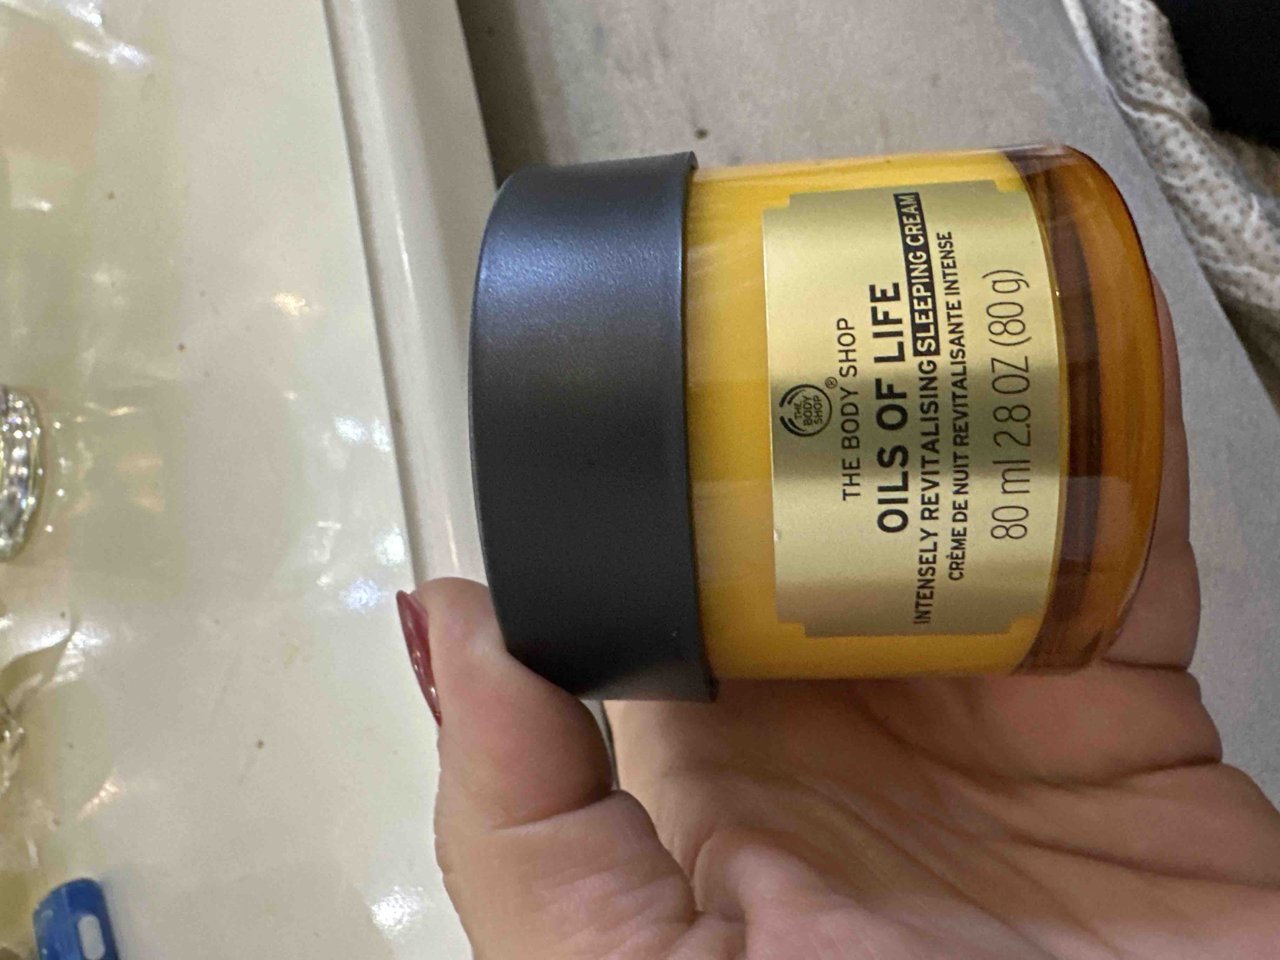 THE
BODY
SHOP
®
THE BODY SHOP
OILS OF LIFE
INTENSELY REVITALISING SLEEPING CREAM
CRÈME DE NUIT REVITALISANTE INTENSE
80 ml 2.8 OZ (80 g)